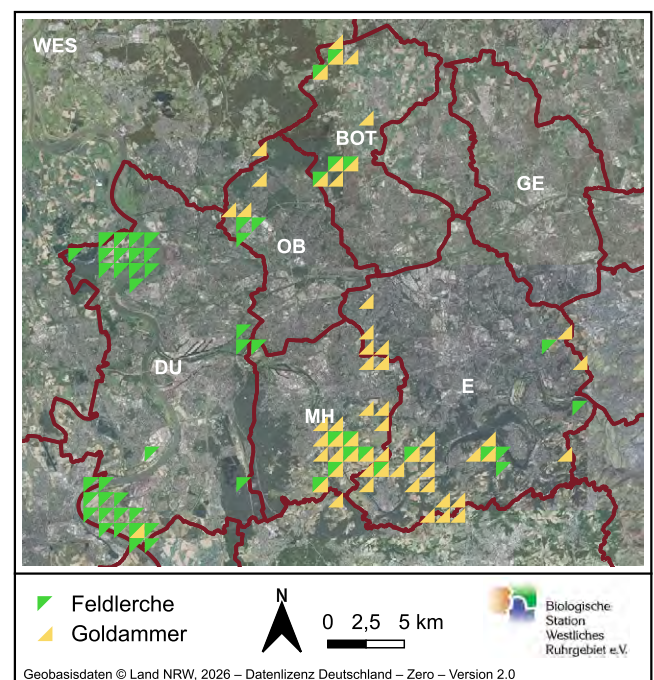 WES
BOT
GE
OB
DU
E
MH
Feldlerche
Goldammer
N
0 2,5 5 km
Biologische
Station
Westliches
Ruhrgebiet e.V.
Geobasisdaten © Land NRW, 2026 – Datenlizenz Deutschland – Zero – Version 2.0